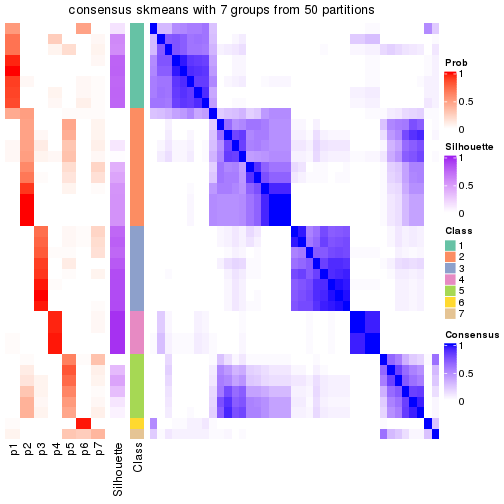 consensus skmeans with 7 groups from 50 partitions
Prob
1
0.5
0
Silhouette
1
0.5
0
Class
1
2
3
4
5
6
7
Consensus
1
0.5
0
p1
p2
p3
p4
p5
p6
p7
Silhouette
Class